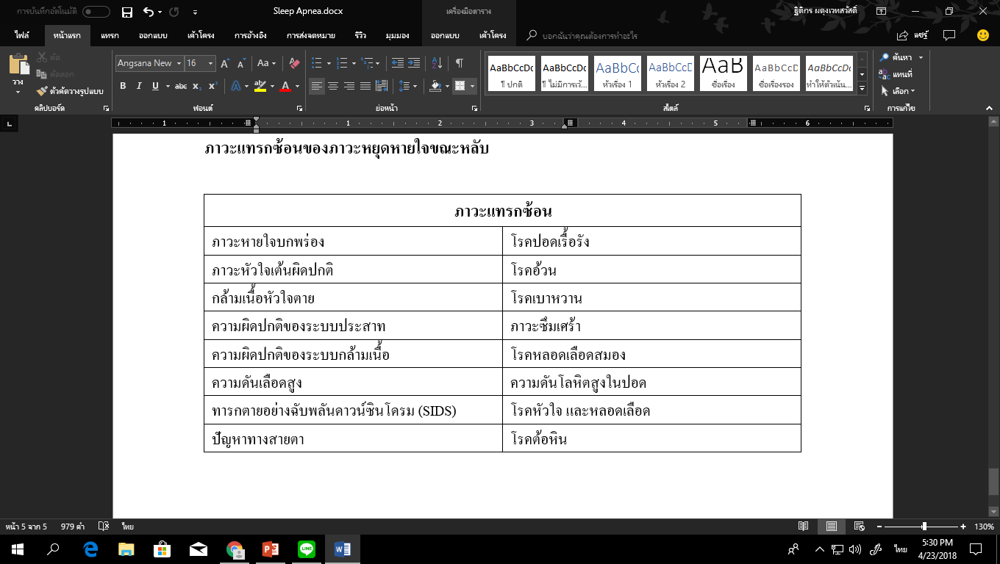 การบันทึกอัตโนมัติ
Sleep Apnea.docx
เครื่องมือตาราง
ฐิติกร ผดุงเวทสวัสดิ์
ไฟล์ หน้าแรก แทรก ออกแบบ เค้าโครง การอ้างอิง การส่งจดหมาย รีวิว มุมมอง ออกแบบ เค้าโครง บอกฉันว่าคุณต้องการทำอะไร แชร์
วาง
ตัด
คัดลอก
ตัวคัดวางรูปแบบ
คลิปบอร์ด
Angsana New 16
ฟอนต์
ย่อหน้า
AaBbCcDc AaBbCcDc AaBbCc AaBbCcD AaB AaBbCcD AaBbCcDc
¶ ปกติ ¶ ไม่มีการเว้... หัวเรื่อง 1 หัวเรื่อง 2 ชื่อเรื่อง ชื่อเรื่องรอง ทำให้ตัวเน้น...
สไตล์
ค้นหา
แทนที่
เลือก
การแก้ไข
1 1 2 3 4 5 6
ภาวะแทรกซ้อนของภาวะหยุดหายใจขณะหลับ
ภาวะแทรกซ้อน
ภาวะหายใจบกพร่อง โรคปอดเรื้อรัง
ภาวะหัวใจเต้นผิดปกติ โรคอ้วน
กล้ามเนื้อหัวใจตาย โรคเบาหวาน
ความผิดปกติของระบบประสาท ภาวะซึมเศร้า
ความผิดปกติของระบบกล้ามเนื้อ โรคหลอดเลือดสมอง
ความดันเลือดสูง ความดันโลหิตสูงในปอด
ทารกตายอย่างฉับพลันดาวน์ซินโดรม (SIDS) โรคหัวใจ และหลอดเลือด
ปัญหาทางสายตา โรคต้อหิน
หน้า 5 จาก 5 979 คำ ไทย 130%
ไทย
5:30 PM
4/23/2018